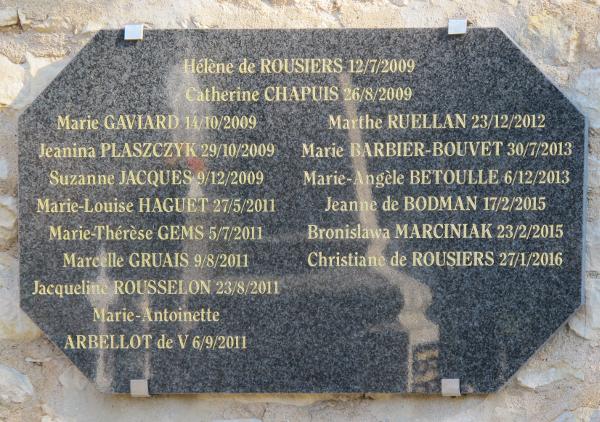 Hélène de ROUSIERS 12/7/2009
Catherine CHAPUIS 26/8/2009
Marie GAVIARD 14/10/2009
Jeanina PLASZCZYK 29/10/2009
Suzanne JACQUES 9/12/2009
Marie-Louise HAGUET 27/5/2011
Marie-Thérèse GEMS 5/7/2011
Marcelle GRUAIS 9/8/2011
Jacqueline ROUSSELON 23/8/2011
Marie-Antoinette
ARBELLOT de V 6/9/2011
Marthe RUELLAN 23/12/2012
Marie BARBIER-BOUVET 30/7/2013
Marie-Angèle BETOULLE 6/12/2013
Jeanne de BODMAN 17/2/2015
Bronislawa MARCINIAK 23/2/2015
Christiane de ROUSIERS 27/1/2016